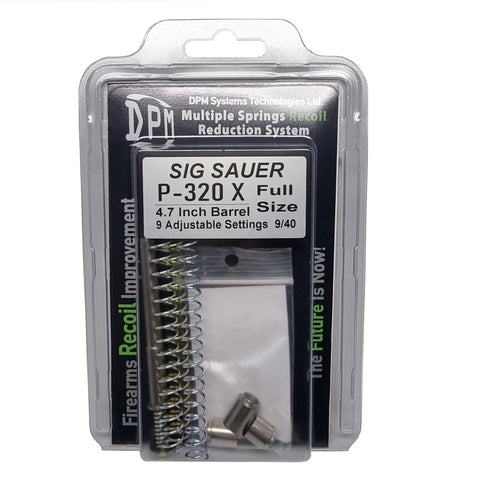 DPM
DPM Systems Technologies Ltd.
Multiple Springs Recoil
Reduction System
SIG SAUER
P-320 X Full Size
4.7 Inch Barrel
9 Adjustable Settings 9/40
Firearms Recoil Improvement
The Future Is Now!